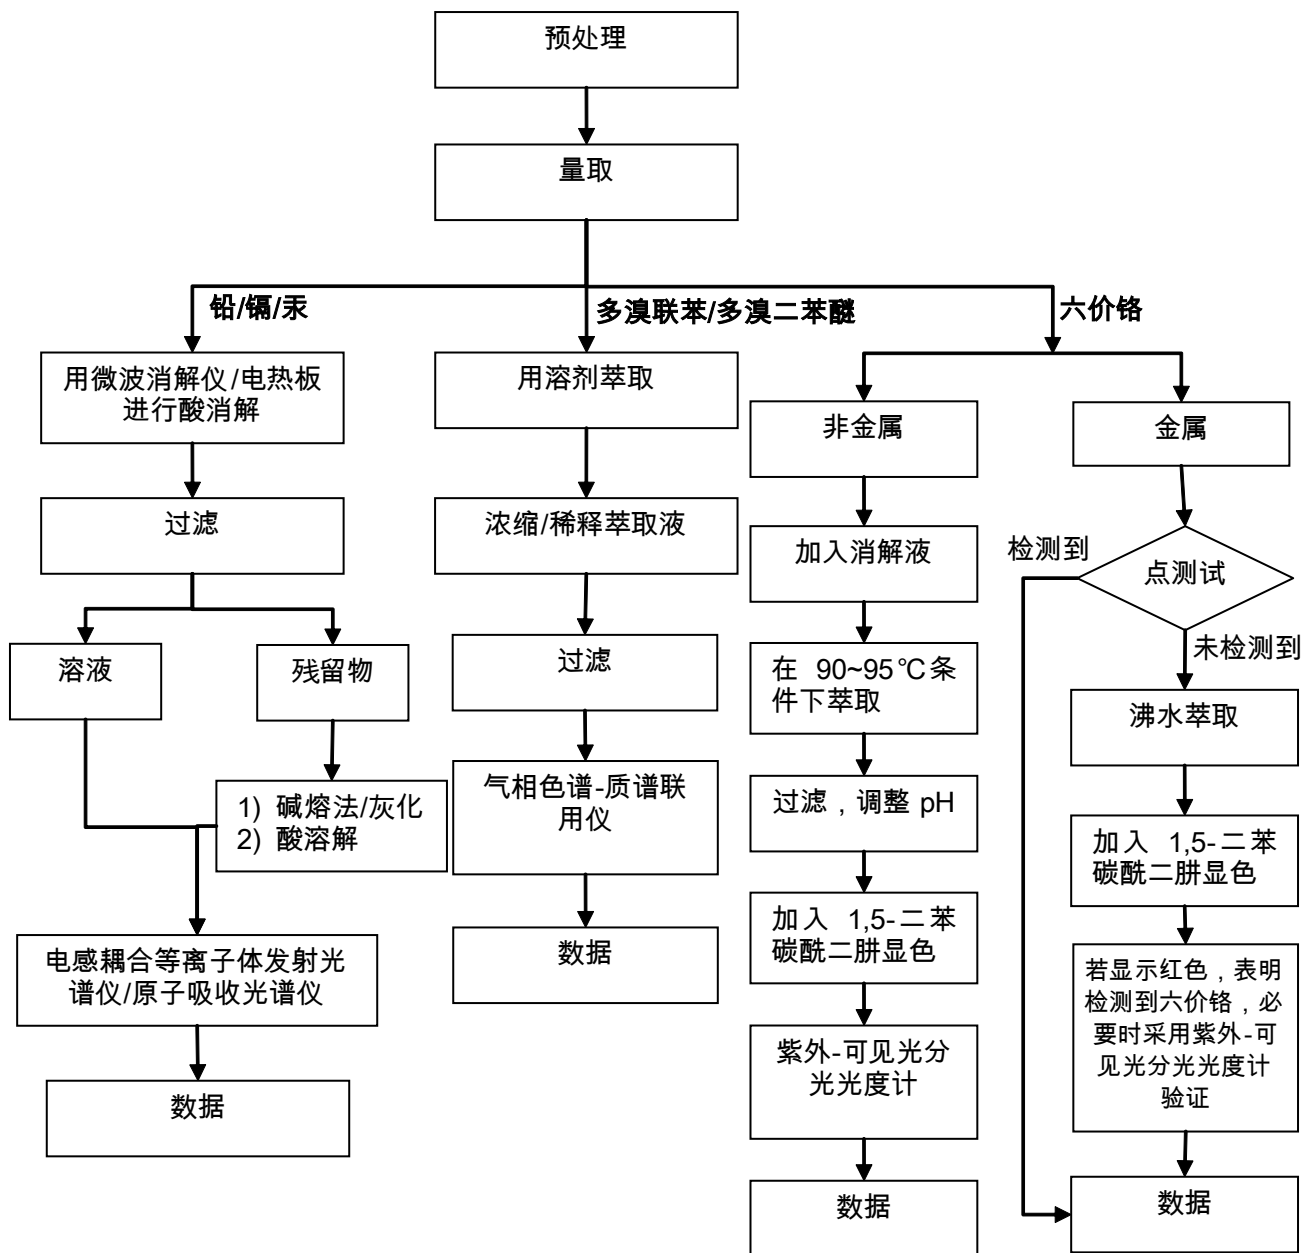 预处理
量取
铅/镉/汞
多溴联苯/多溴二苯醚
六价铬
用微波消解仪/电热板
进行酸消解
过滤
溶液
残留物
1) 碱熔法/灰化
2) 酸溶解
电感耦合等离子体发射光
谱仪/原子吸收光谱仪
数据
用溶剂萃取
浓缩/稀释萃取液
过滤
气相色谱-质谱联
用仪
数据
非金属
加入消解液
在 90~95℃条
件下萃取
过滤，调整 pH
加入 1,5-二苯
碳酰二肼显色
紫外-可见光分
光光度计
数据
金属
点测试
检测到
未检测到
沸水萃取
加入 1,5-二苯
碳酰二肼显色
若显示红色，表明
检测到六价铬，必
要时采用紫外-可
见光分光光度计
验证
数据